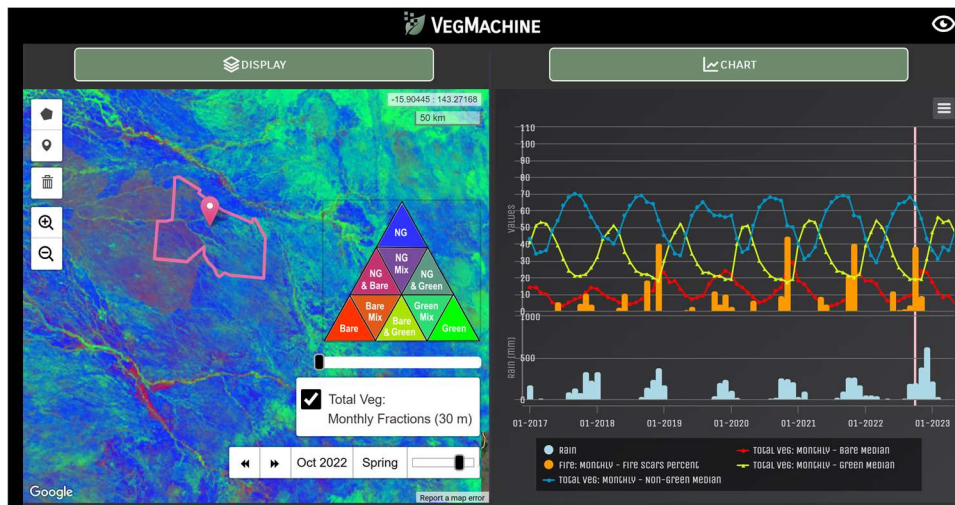 VEGMACHINE
DISPLAY
CHART
-15.90445 : 143.27168
50 km
NG
NG
Mix
NG
& Bare
NG
& Green
Bare
Mix
Green
Mix
Bare
Bare
& Green
Green
Total Veg:
Monthly Fractions (30 m)
Oct 2022
Spring
Google
Report a map error
Values
110
100
90
80
70
60
50
40
30
20
10
0
Rain (mm)
1000
500
0
01-2017
01-2018
01-2019
01-2020
01-2021
01-2022
01-2023
Rain
Total Veg: Monthly - Bare Median
Fire: Monthly - Fire Scars Percent
Total Veg: Monthly - Green Median
Total Veg: Monthly - Non-Green Median